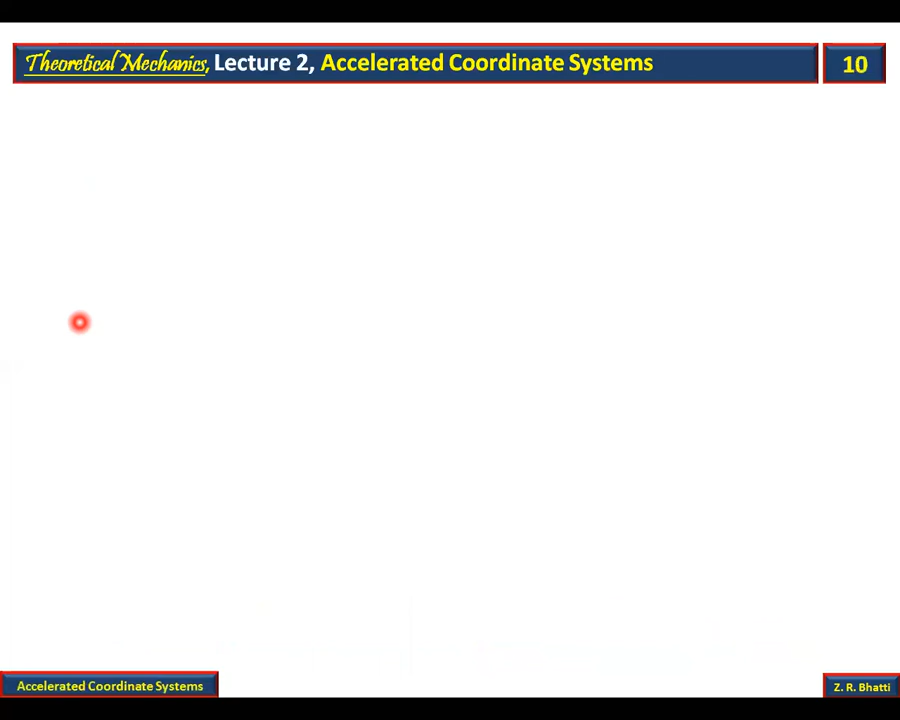 Theoretical Mechanics, Lecture 2, Accelerated Coordinate Systems 10
Accelerated Coordinate Systems Z. R. Bhatti